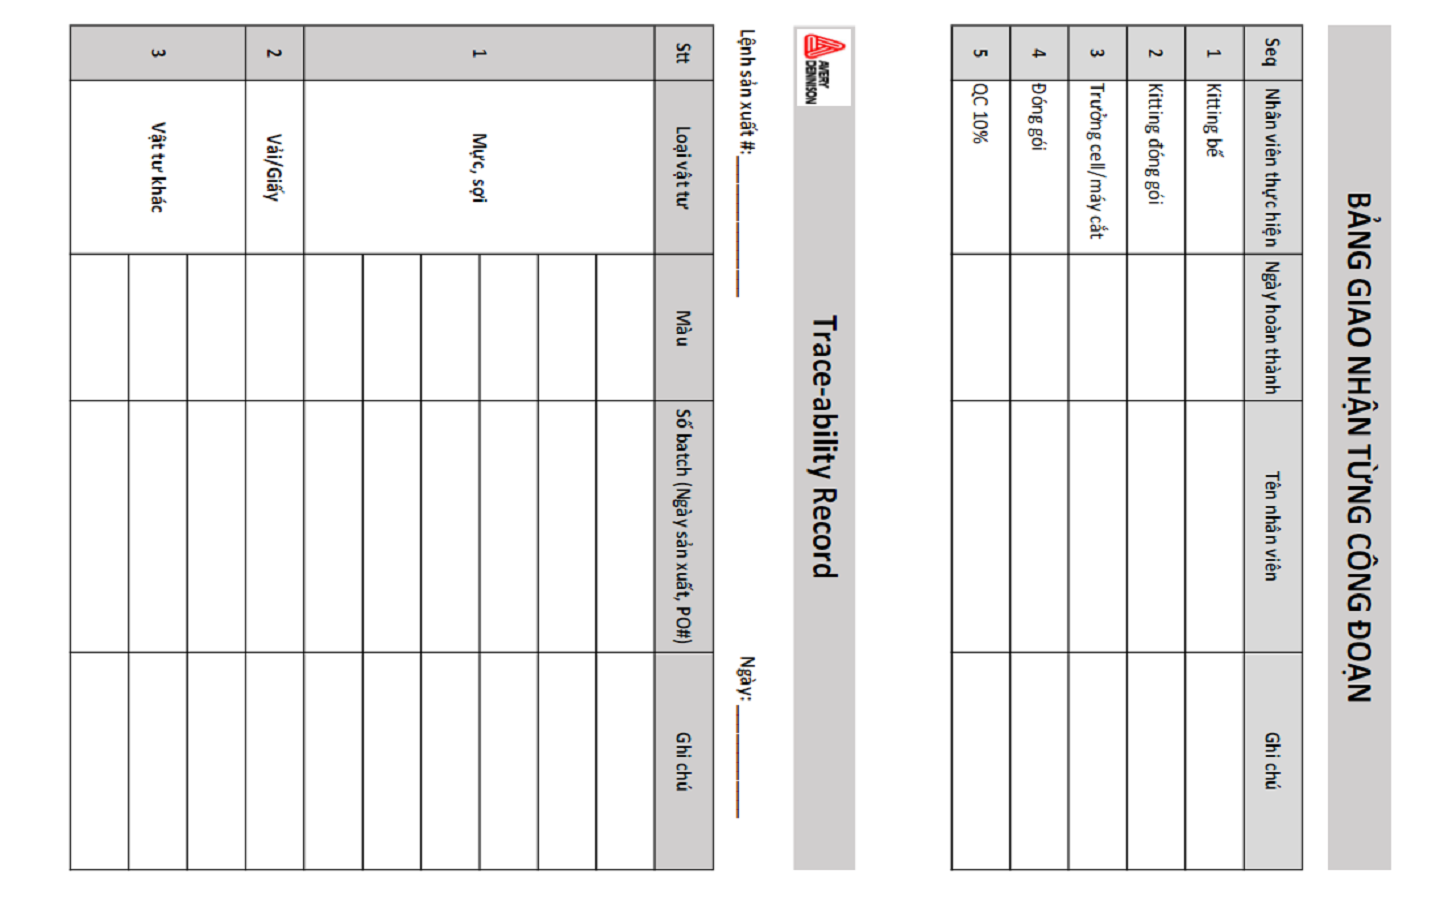 BẢNG GIAO NHẬN TỪNG CÔNG ĐOẠN
Seq Nhân viên thực hiện Ngày hoàn thành Tên nhân viên Ghi chú
1 Kitting bế
2 Kitting đóng gói
3 Trưởng cell/máy cắt
4 Đóng gói
5 QC 10%
AVERY
DENNISON
Trace-ability Record
Lệnh sản xuất #:____________ Ngày: ________
Stt Loại vật tư Màu Số batch (Ngày sản xuất, PO#) Ghi chú
1 Mực, sợi
2 Vải/Giấy
3 Vật tư khác